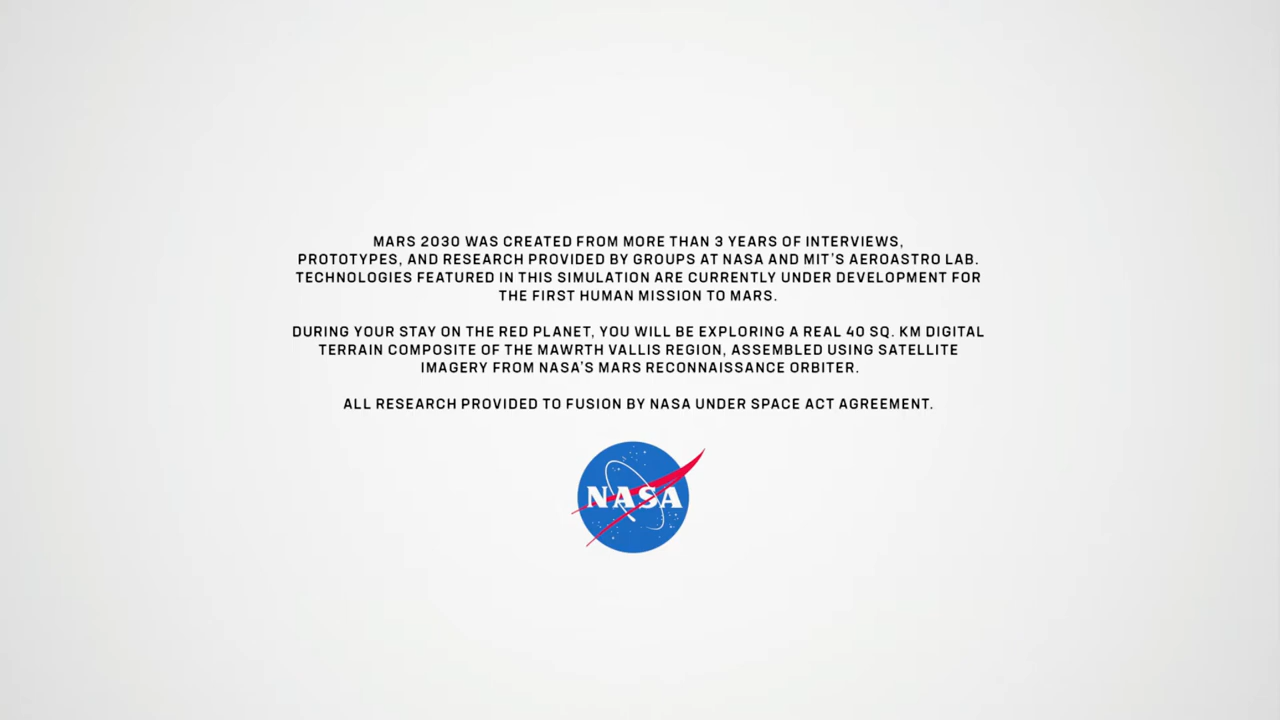 MARS 2030 WAS CREATED FROM MORE THAN 3 YEARS OF INTERVIEWS,
PROTOTYPES, AND RESEARCH PROVIDED BY GROUPS AT NASA AND MIT'S AEROASTRO LAB.
TECHNOLOGIES FEATURED IN THIS SIMULATION ARE CURRENTLY UNDER DEVELOPMENT FOR
THE FIRST HUMAN MISSION TO MARS.
DURING YOUR STAY ON THE RED PLANET, YOU WILL BE EXPLORING A REAL 40 SQ. KM DIGITAL
TERRAIN COMPOSITE OF THE MAWRTH VALLIS REGION, ASSEMBLED USING SATELLITE
IMAGERY FROM NASA'S MARS RECONNAISSANCE ORBITER.
ALL RESEARCH PROVIDED TO FUSION BY NASA UNDER SPACE ACT AGREEMENT.
NASA